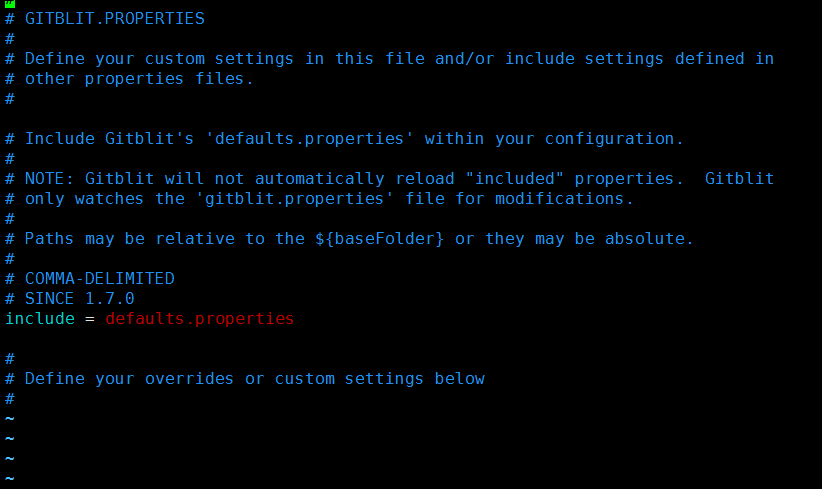 #
# GITBLIT.PROPERTIES
#
# Define your custom settings in this file and/or include settings defined in
# other properties files.
#
# Include Gitblit's 'defaults.properties' within your configuration.
#
# NOTE: Gitblit will not automatically reload "included" properties.  Gitblit
# only watches the 'gitblit.properties' file for modifications.
#
# Paths may be relative to the ${baseFolder} or they may be absolute.
#
# COMMA-DELIMITED
# SINCE 1.7.0
include = defaults.properties
#
# Define your overrides or custom settings below
#
~
~
~
~